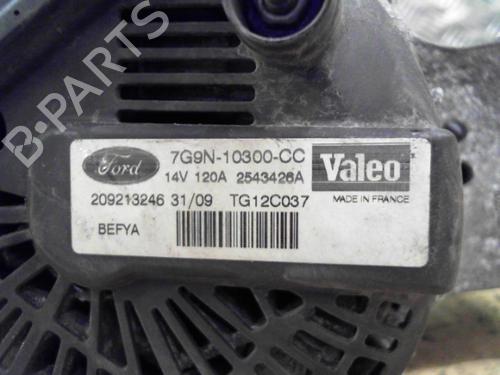 B-PARTS
Ford
7G9N-10300-CC
14V 120A 2543426A
Valeo
209213246 31/09 TG12C037
MADE IN FRANCE
BEFYA